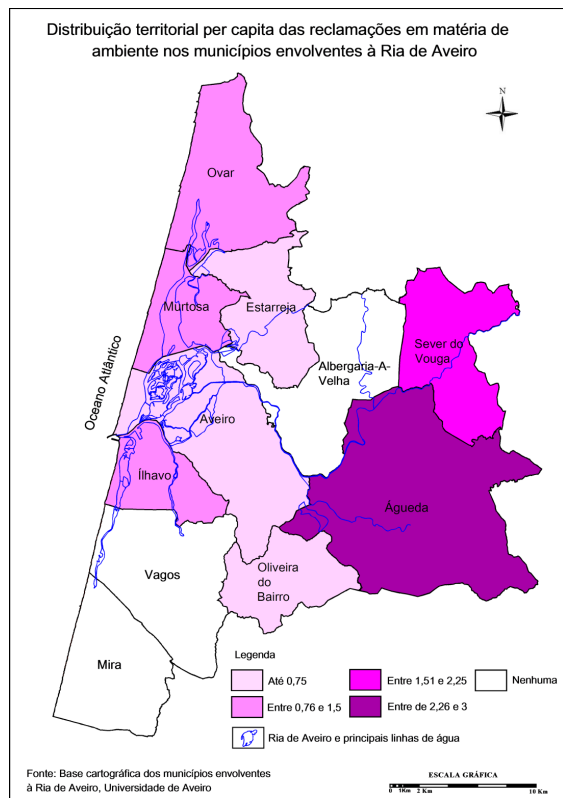 Distribuição territorial per capita das reclamações em matéria de
ambiente nos municípios envolventes à Ria de Aveiro
N
Ovar
Murtosa
Estarreja
Sever do
Vouga
Albergaria-A-
Velha
Oceano Atlântico
Aveiro
Ílhavo
Águeda
Vagos
Oliveira
do
Bairro
Mira
Legenda
Até 0,75
Entre 1,51 e 2,25
Nenhuma
Entre 0,76 e 1,5
Entre de 2,26 e 3
Ria de Aveiro e principais linhas de água
Fonte: Base cartográfica dos municípios envolventes
à Ria de Aveiro, Universidade de Aveiro
ESCALA GRÁFICA
0 1Km 2 Km 10 Km